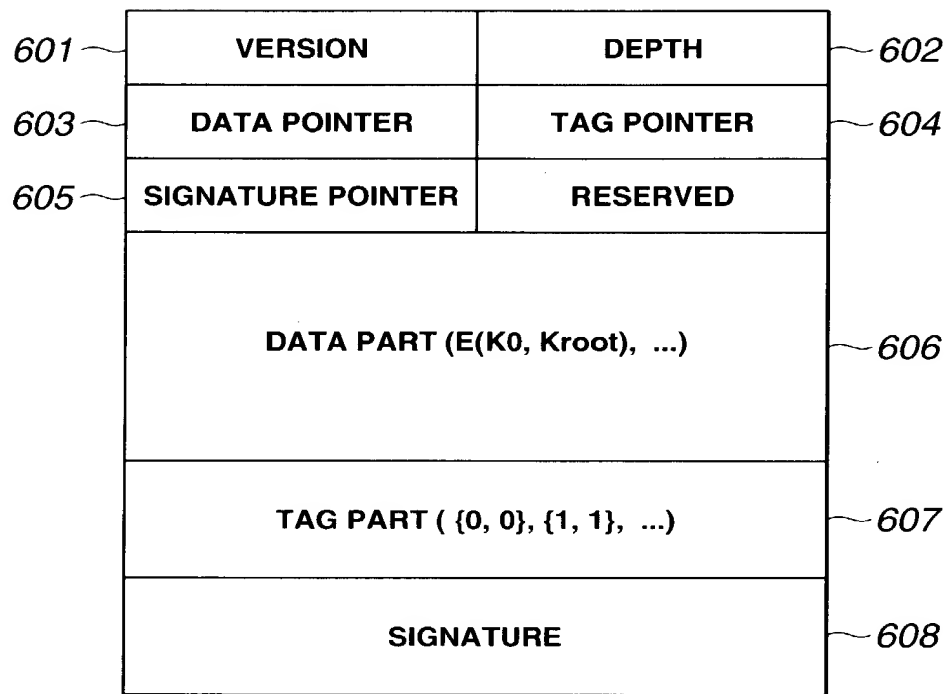 601 VERSION DEPTH 602
603 DATA POINTER TAG POINTER 604
605 SIGNATURE POINTER RESERVED
DATA PART (E(K0, Kroot), ...) 606
TAG PART ( {0, 0}, {1, 1}, ...) 607
SIGNATURE 608